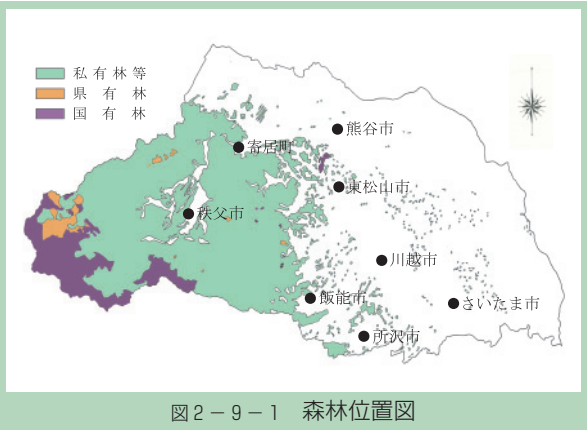 私有林等
県有林
国有林
熊谷市
寄居町
東松山市
秩父市
川越市
飯能市
さいたま市
所沢市
図2－9－1　森林位置図